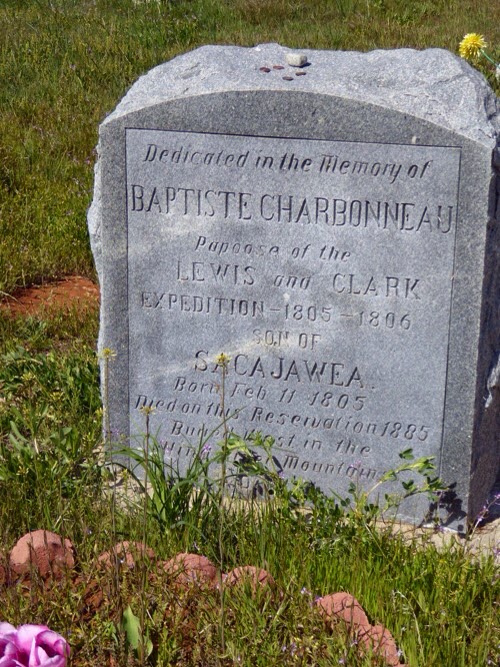 Dedicated in the Memory of
BAPTISTE CHARBONNEAU
Papoose of the
LEWIS and CLARK
EXPEDITION-1805-1806
SON OF
SACAJAWEA.
Born Feb 11 1805
Died on this Reservation 1885
in the
Mountain